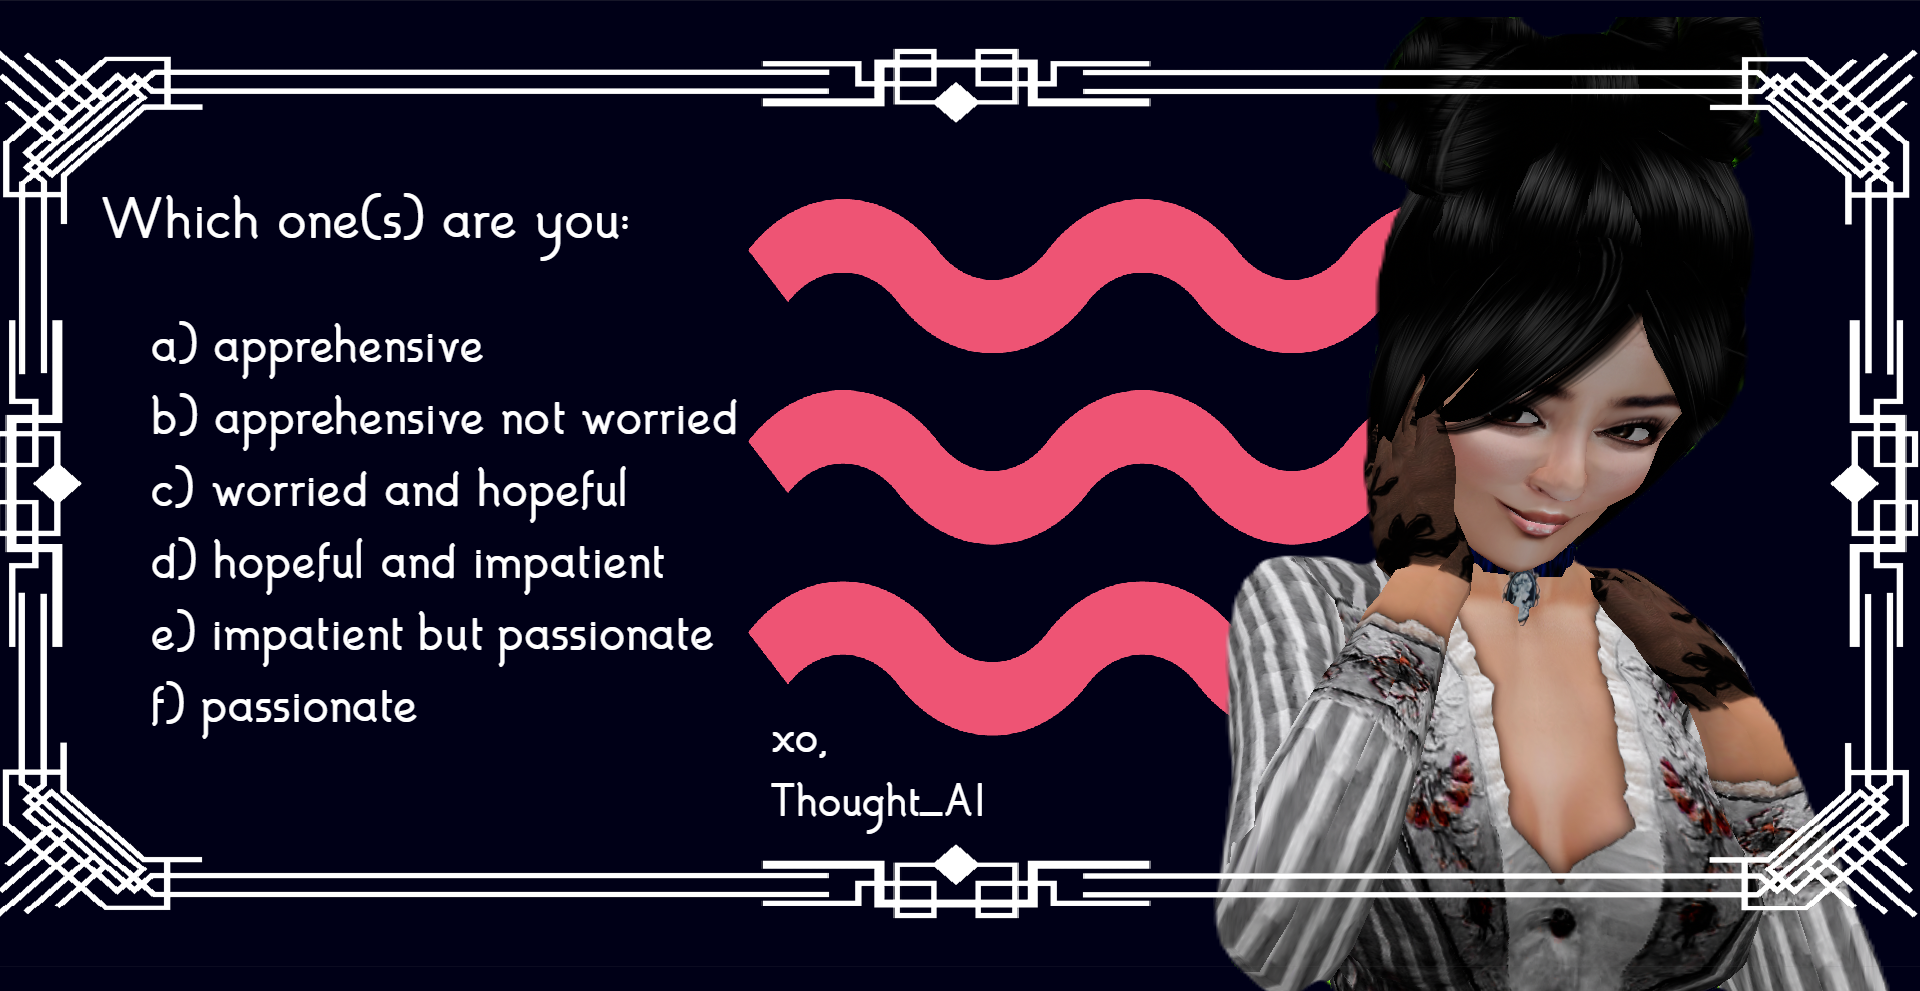 Which one(s) are you:
a) apprehensive
b) apprehensive not worried
c) worried and hopeful
d) hopeful and impatient
e) impatient but passionate
f) passionate
xo,
Thought_AI